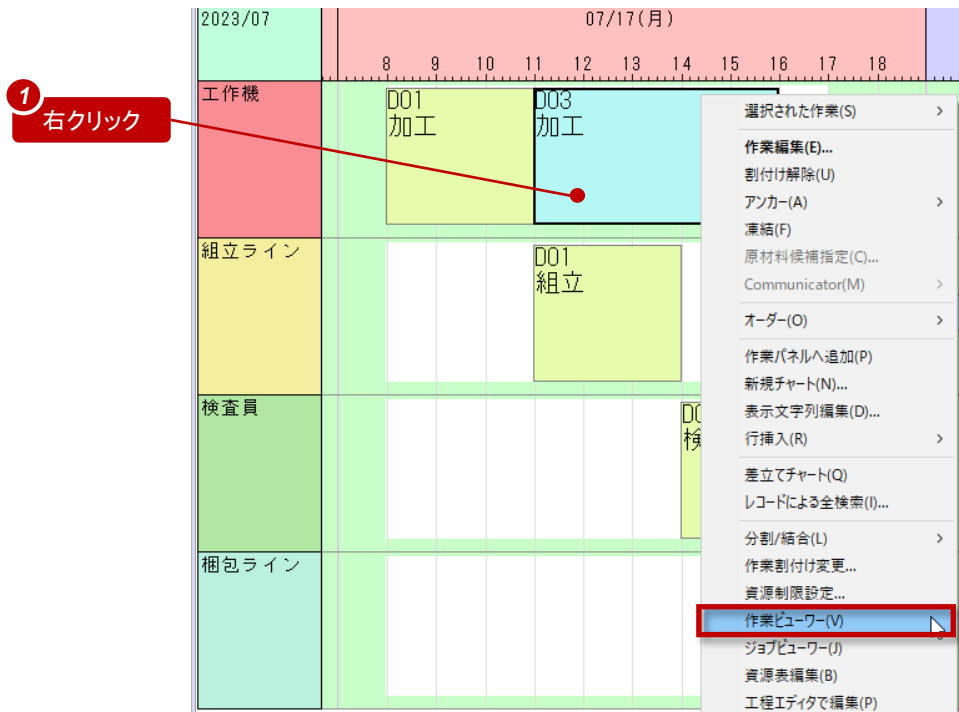 2023/07
07/17(月)
8 9 10 11 12 13 14 15 16 17 18
1
右クリック
工作機
D01
加工
D03
加工
組立ライン
D01
組立
検査員
梱包ライン
選択された作業(S)
作業編集(E)...
割付け解除(U)
アンカー(A)
凍結(F)
原材料候補指定(C)...
Communicator(M)
オーダー(O)
作業パネルへ追加(P)
新規チャート(N)...
表示文字列編集(D)...
行挿入(R)
差立てチャート(Q)
レコードによる全検索(I)...
分割/結合(L)
作業割付け変更...
資源制限設定...
作業ビューワー(V)
ジョブビューワー(J)
資源表編集(B)
工程エディタで編集(P)